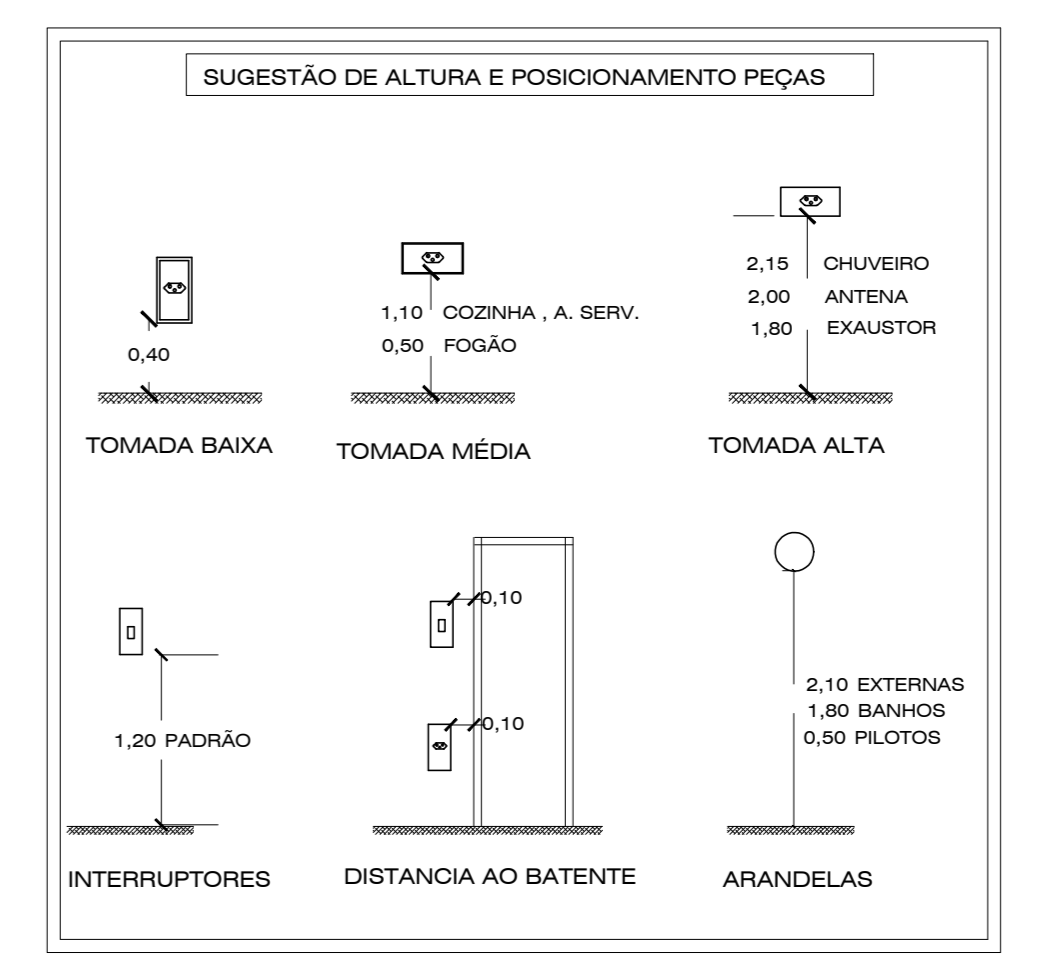 SUGESTÃO DE ALTURA E POSICIONAMENTO PEÇAS
0,40
TOMADA BAIXA
1,10 COZINHA , A. SERV.
0,50 FOGÃO
TOMADA MÉDIA
2,15 CHUVEIRO
2,00 ANTENA
1,80 EXAUSTOR
TOMADA ALTA
1,20 PADRÃO
INTERRUPTORES
0,10
0,10
DISTANCIA AO BATENTE
2,10 EXTERNAS
1,80 BANHOS
0,50 PILOTOS
ARANDELAS